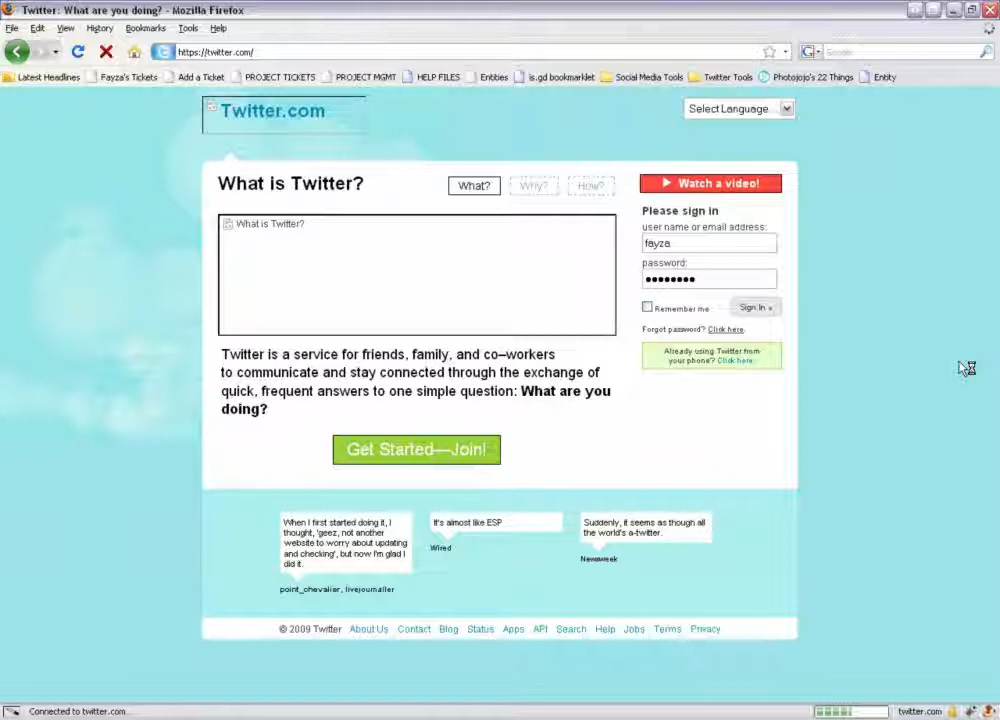 Twitter: What are you doing? - Mozilla Firefox
File Edit View History Bookmarks Tools Help
https://twitter.com/
Google
Latest Headlines Fayza's Tickets Add a Ticket PROJECT TICKETS PROJECT MGMT HELP FILES Entities is.gd bookmarklet Social Media Tools Twitter Tools Photojojo's 22 Things Entity
Twitter.com
Select Language
What is Twitter?
What? Why? How?
Watch a video!
What is Twitter?
Please sign in
user name or email address:
fayza
password:
Remember me Sign In »
Forgot password? Click here.
Already using Twitter from
your phone? Click here.
Twitter is a service for friends, family, and co–workers
to communicate and stay connected through the exchange of
quick, frequent answers to one simple question: What are you
doing?
Get Started—Join!
When I first started doing it, I
thought, 'geez, not another
website to worry about updating
and checking', but now I'm glad I
did it.
point_chevalier, livejournaller
It's almost like ESP
Wired
Suddenly, it seems as though all
the world's a-twitter.
Newsweek
© 2009 Twitter About Us Contact Blog Status Apps API Search Help Jobs Terms Privacy
Connected to twitter.com...
twitter.com